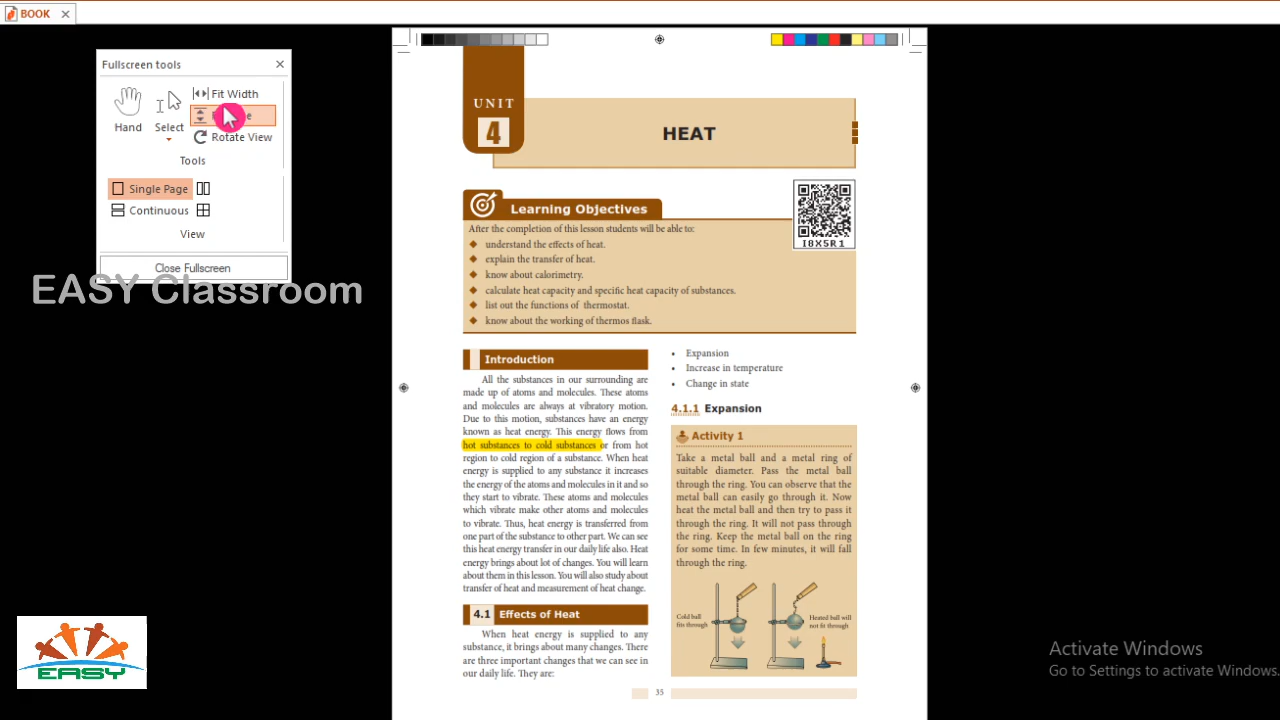 BOOK
Fullscreen tools
Hand
Select
Fit Width
Rotate View
Tools
Single Page
Continuous
View
Close Fullscreen
EASY Classroom
EASY
UNIT
4
HEAT
Learning Objectives
I8X5R1
After the completion of this lesson students will be able to:
understand the effects of heat.
explain the transfer of heat.
know about calorimetry.
calculate heat capacity and specific heat capacity of substances.
list out the functions of thermostat.
know about the working of thermos flask.
Introduction
All the substances in our surrounding are
made up of atoms and molecules. These atoms
and molecules are always at vibratory motion.
Due to this motion, substances have an energy
known as heat energy. This energy flows from
hot substances to cold substances or from hot
region to cold region of a substance. When heat
energy is supplied to any substance it increases
the energy of the atoms and molecules in it and so
they start to vibrate. These atoms and molecules
which vibrate make other atoms and molecules
to vibrate. Thus, heat energy is transferred from
one part of the substance to other part. We can see
this heat energy transfer in our daily life also. Heat
energy brings about lot of changes. You will learn
about them in this lesson. You will also study about
transfer of heat and measurement of heat change.
4.1 Effects of Heat
When heat energy is supplied to any
substance, it brings about many changes. There
are three important changes that we can see in
our daily life. They are:
• Expansion
• Increase in temperature
• Change in state
4.1.1 Expansion
Activity 1
Take a metal ball and a metal ring of
suitable diameter. Pass the metal ball
through the ring. You can observe that the
metal ball can easily go through it. Now
heat the metal ball and then try to pass it
through the ring. It will not pass through
the ring. Keep the metal ball on the ring
for some time. In few minutes, it will fall
through the ring.
Cold ball
fits through
Heated ball will
not fit through
35
Activate Windows
Go to Settings to activate Windows.